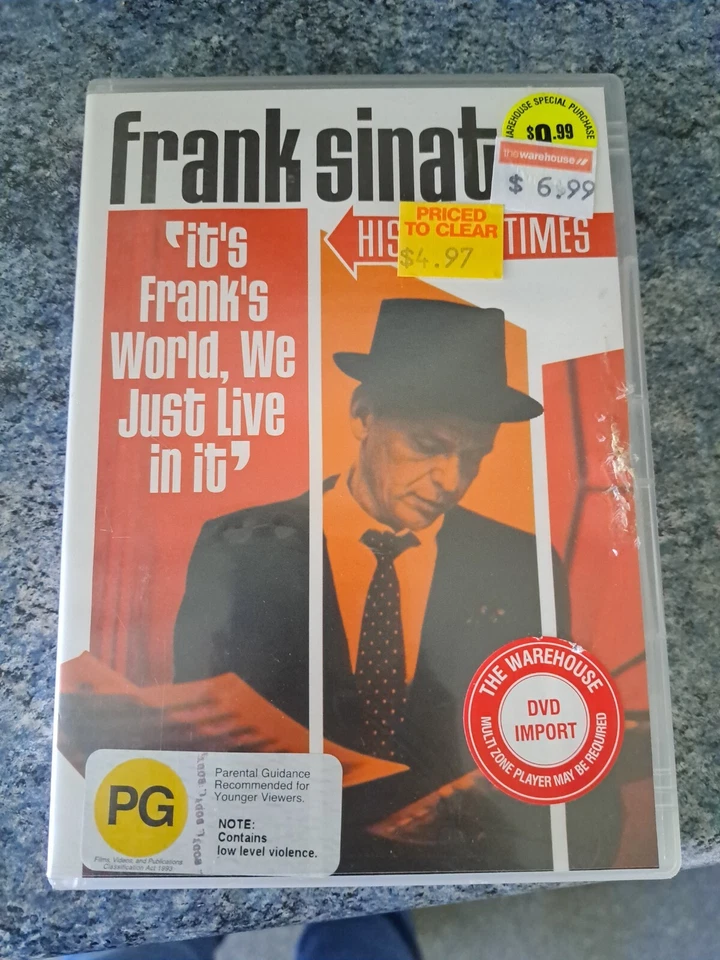 frank sinat
WAREHOUSE SPECIAL PURCHASE
$9.99
the warehouse
$ 6.99
PRICED
TO CLEAR
$4.97
HIS TIMES
‘it's
Frank's
World, We
Just Live
in it’
THE WAREHOUSE
DVD
IMPORT
MULTI ZONE PLAYER MAY BE REQUIRED
PG
Parental Guidance
Recommended for
Younger Viewers.
NOTE:
Contains
low level violence.
Films, Videos, and Publications
Classification Act 1993